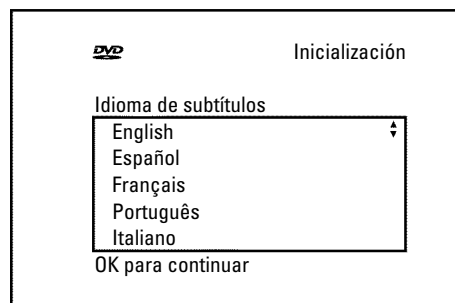 DVD
Inicialización
Idioma de subtítulos
English
Español
Français
Português
Italiano
OK para continuar